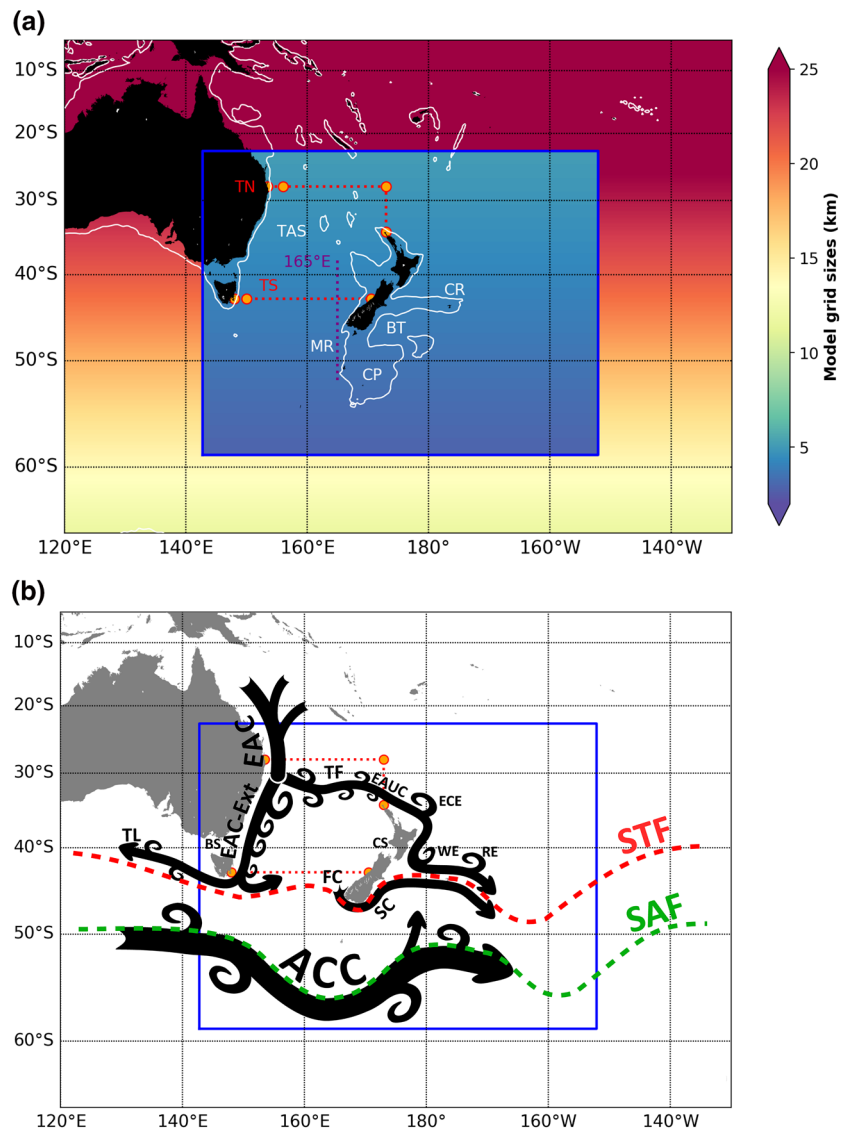 (a)
10°S
20°S
30°S
40°S
50°S
60°S
TN
TAS
165°E
TS
CR
BT
MR
CP
120°E
140°E
160°E
180°
160°W
140°W
25
20
15
10
5
Model grid sizes (km)
(b)
10°S
20°S
30°S
40°S
50°S
60°S
EAC
TF
EAUC
ECE
EAC-Ext
TL
BS
CS
WE
RE
STF
FC
SC
SAF
ACC
120°E
140°E
160°E
180°
160°W
140°W